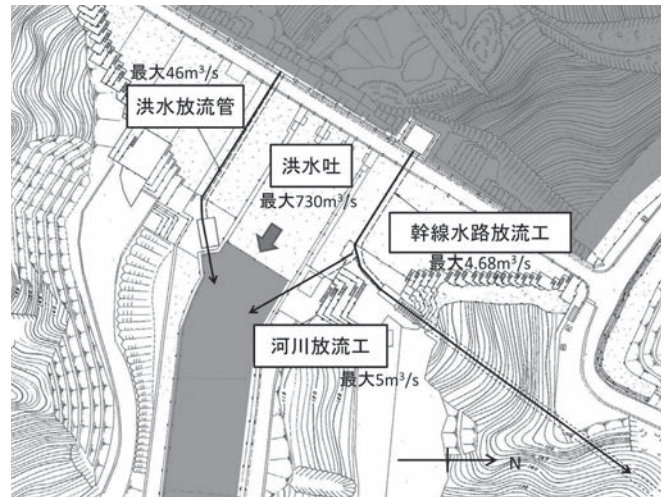 最大46m³/s
洪水放流管
洪水吐
最大730m³/s
幹線水路放流工
最大4.68m³/s
河川放流工
最大5m³/s
N